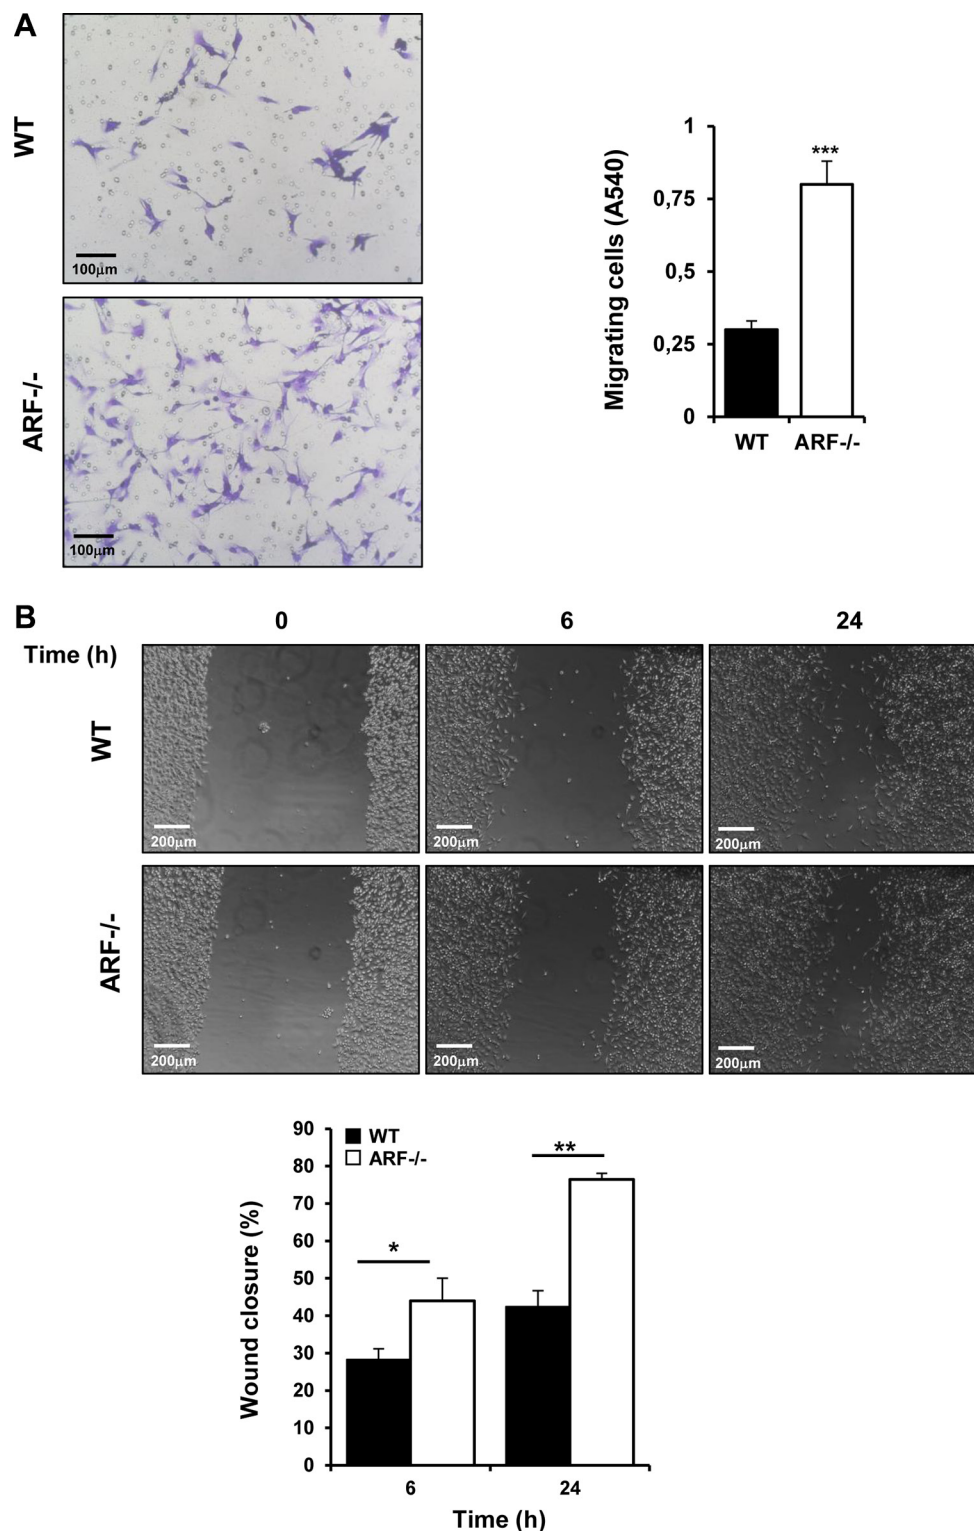 A
WT
100μm
ARF-/-
100μm
Migrating cells (A540)
1
***
0,75
0,5
0,25
0
WT ARF-/-
B
0 6 24
Time (h)
WT
200μm 200μm 200μm
ARF-/-
200μm 200μm 200μm
Wound closure (%)
90
80
70
60
50
40
30
20
10
0
WT
ARF-/-
*
**
6 24
Time (h)